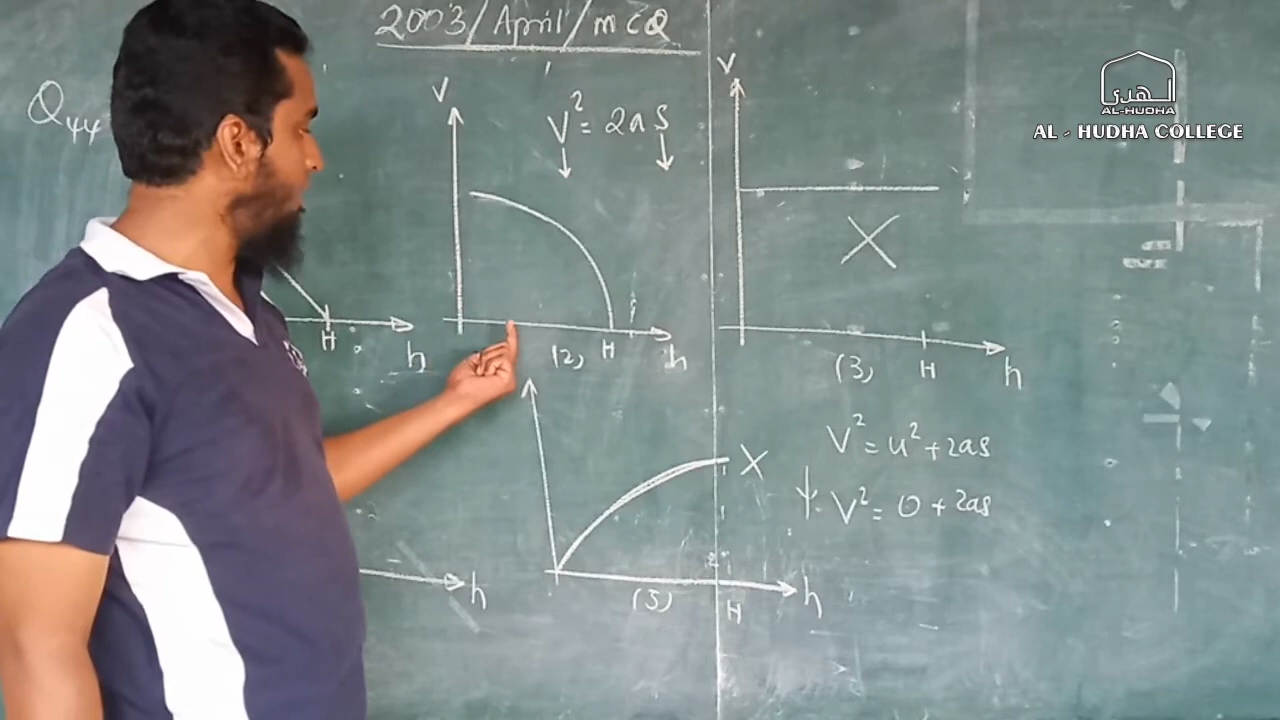 2003/April/MCQ
Q44
V
V² = 2as
V
H
h
(2)
H
h
(3)
H
h
V² = u² + 2as
V² = 0 + 2as
X
X
h
(5)
H
h
الهدى
AL-HUDHA
AL - HUDHA COLLEGE